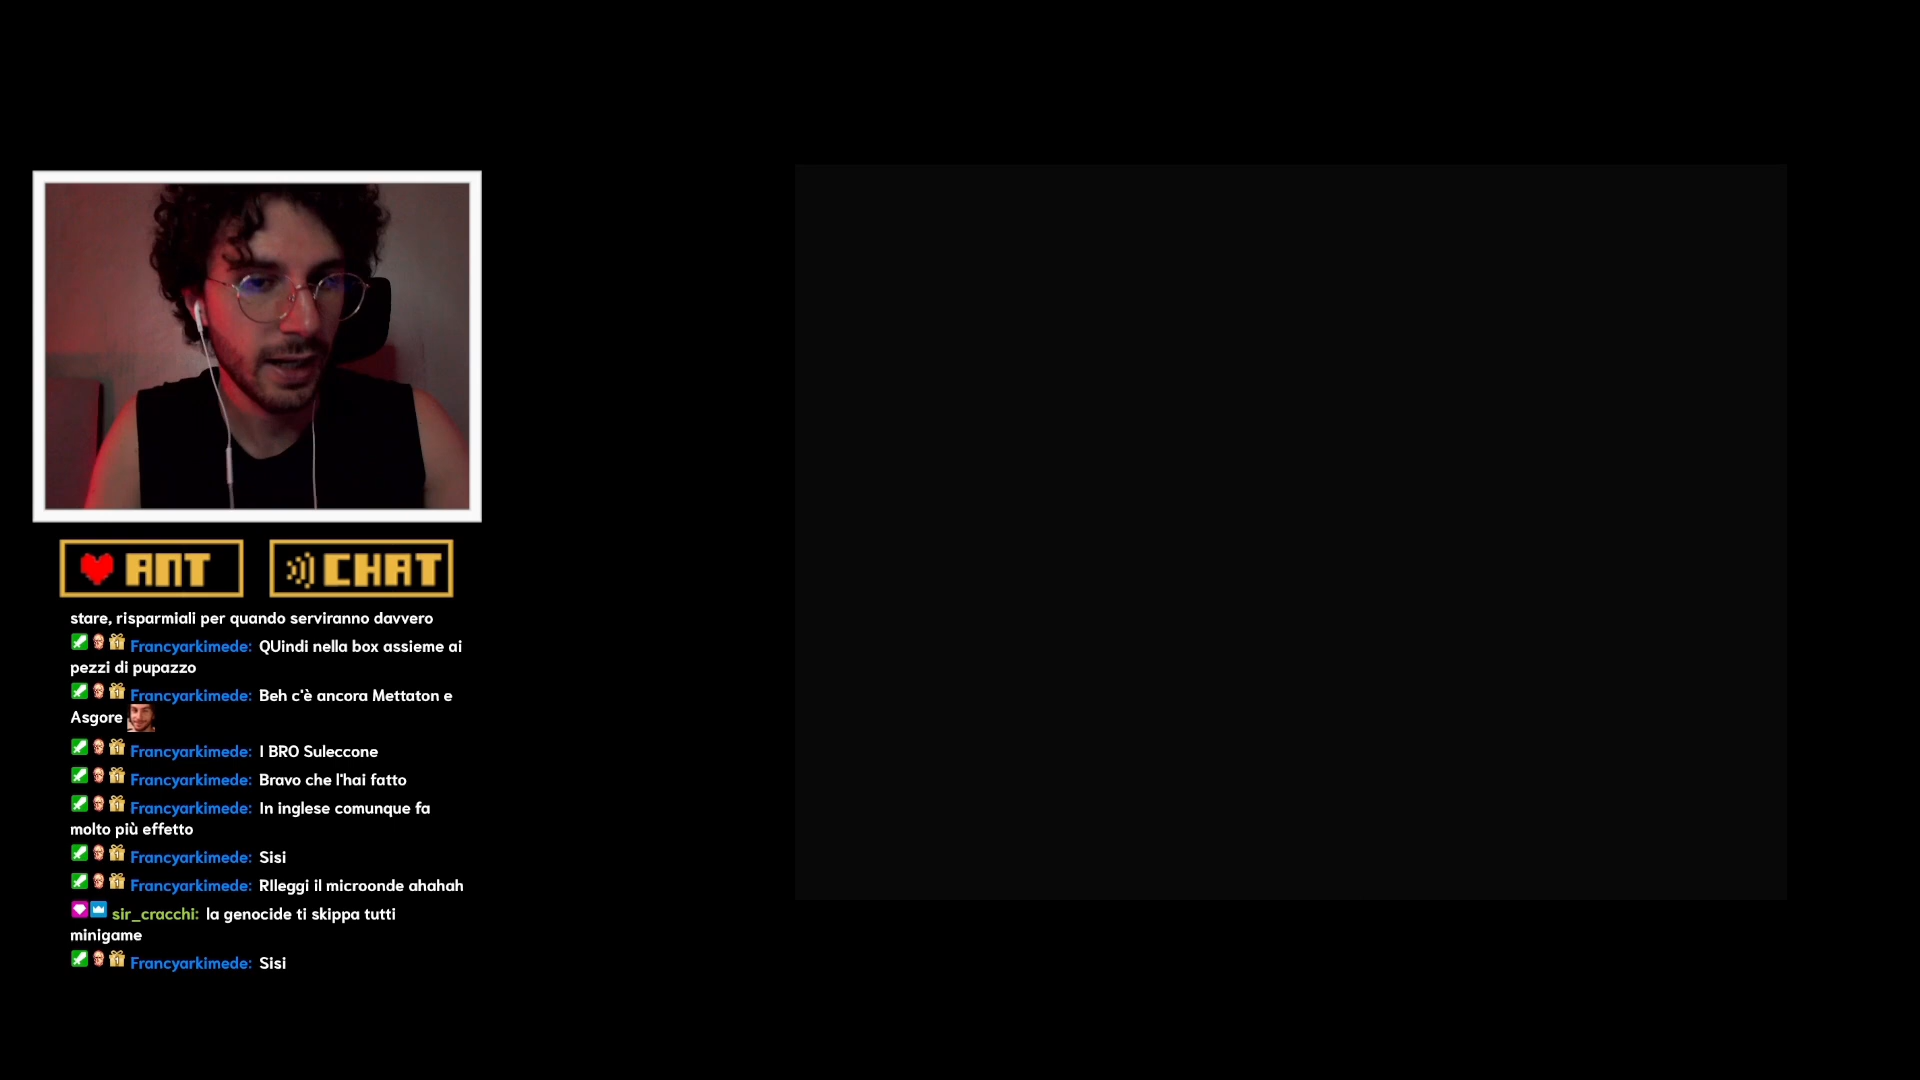 ANT CHAT
stare, risparmiali per quando serviranno davvero
Francyarkimede: QUindi nella box assieme ai
pezzi di pupazzo
Francyarkimede: Beh c'è ancora Mettaton e
Asgore
Francyarkimede: I BRO Suleccone
Francyarkimede: Bravo che l'hai fatto
Francyarkimede: In inglese comunque fa
molto più effetto
Francyarkimede: Sisi
Francyarkimede: RIleggi il microonde ahahah
sir_cracchi: la genocide ti skippa tutti
minigame
Francyarkimede: Sisi